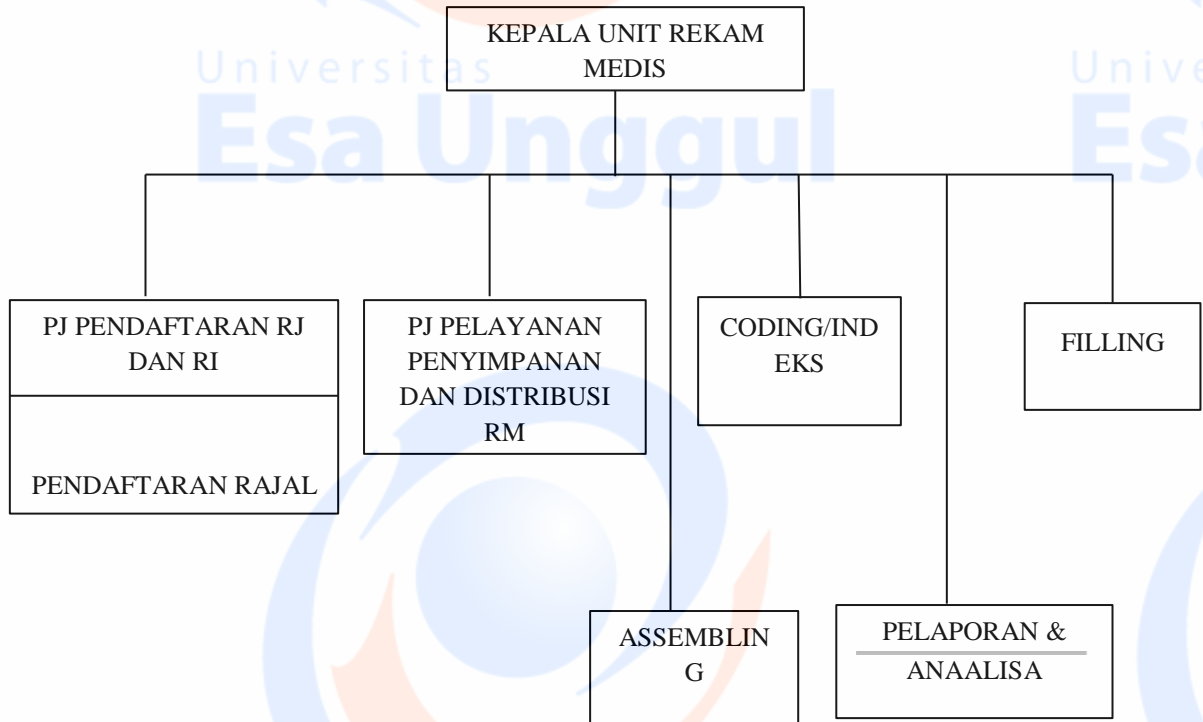 KEPALA UNIT REKAM
MEDIS
Universitas
Esa Unggul
Unive
Esa
PJ PENDAFTARAN RJ
DAN RI
PENDAFTARAN RAJAL
PJ PELAYANAN
PENYIMPANAN
DAN DISTRIBUSI
RM
CODING/IND
EKS
FILLING
ASSEMBLIN
G
PELAPORAN &
ANAALISA